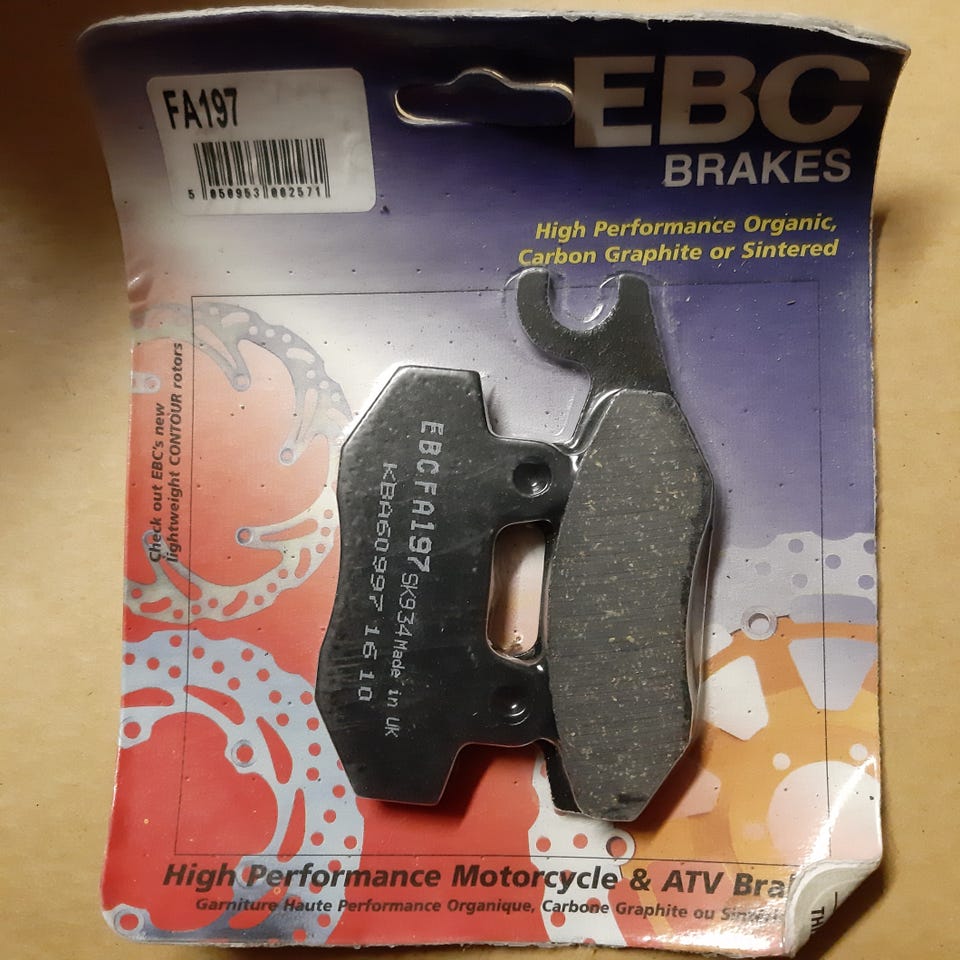 FA197
5 050953 002571
EBC
BRAKES
High Performance Organic,
Carbon Graphite or Sintered
Check out EBC's new
lightweight CONTOUR rotors
EBC FA197 SK934 Made in UK
KBA60997 16 10
High Performance Motorcycle & ATV Bra
Garniture Haute Performance Organique, Carbone Graphite ou Sinter